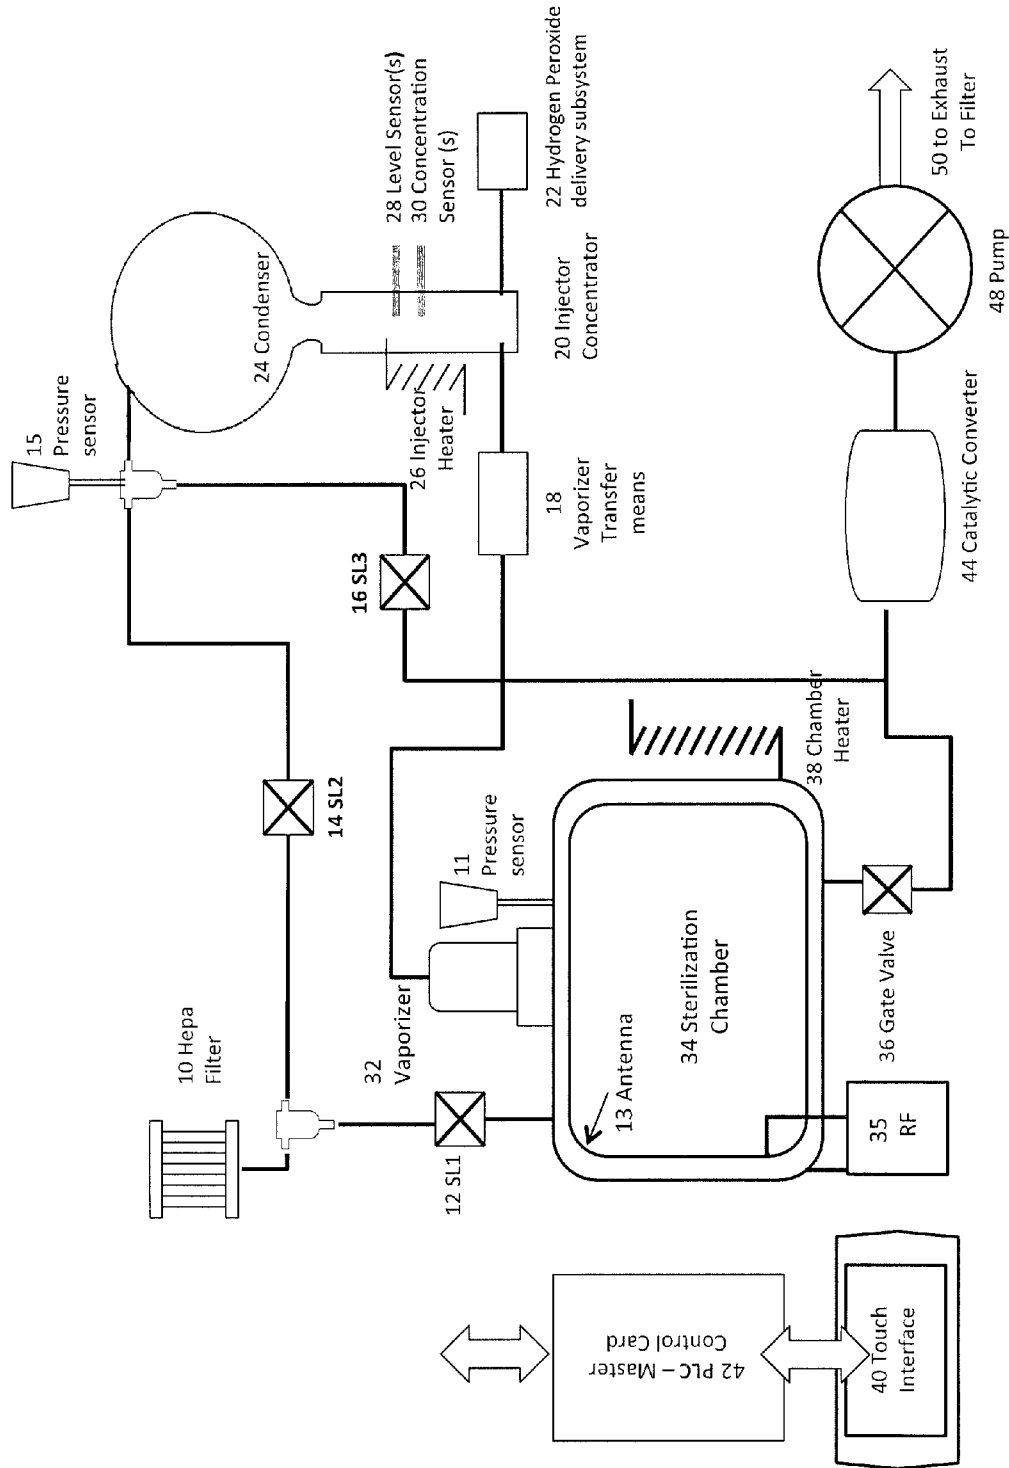 10 Hepa
Filter
12 SL1
32
Vaporizer
14 SL2
11
Pressure
sensor
13 Antenna
34 Sterilization
Chamber
35
RF
36 Gate Valve
38 Chamber
Heater
15
Pressure
sensor
16 SL3
24 Condenser
26 Injector
Heater
18
Vaporizer
Transfer
means
28 Level Sensor(s)
30 Concentration
Sensor (s)
20 Injector
Concentrator
22 Hydrogen Peroxide
delivery subsystem
44 Catalytic Converter
48 Pump
50 to Exhaust
To Filter
42 PLC – Master
Control Card
40 Touch
Interface